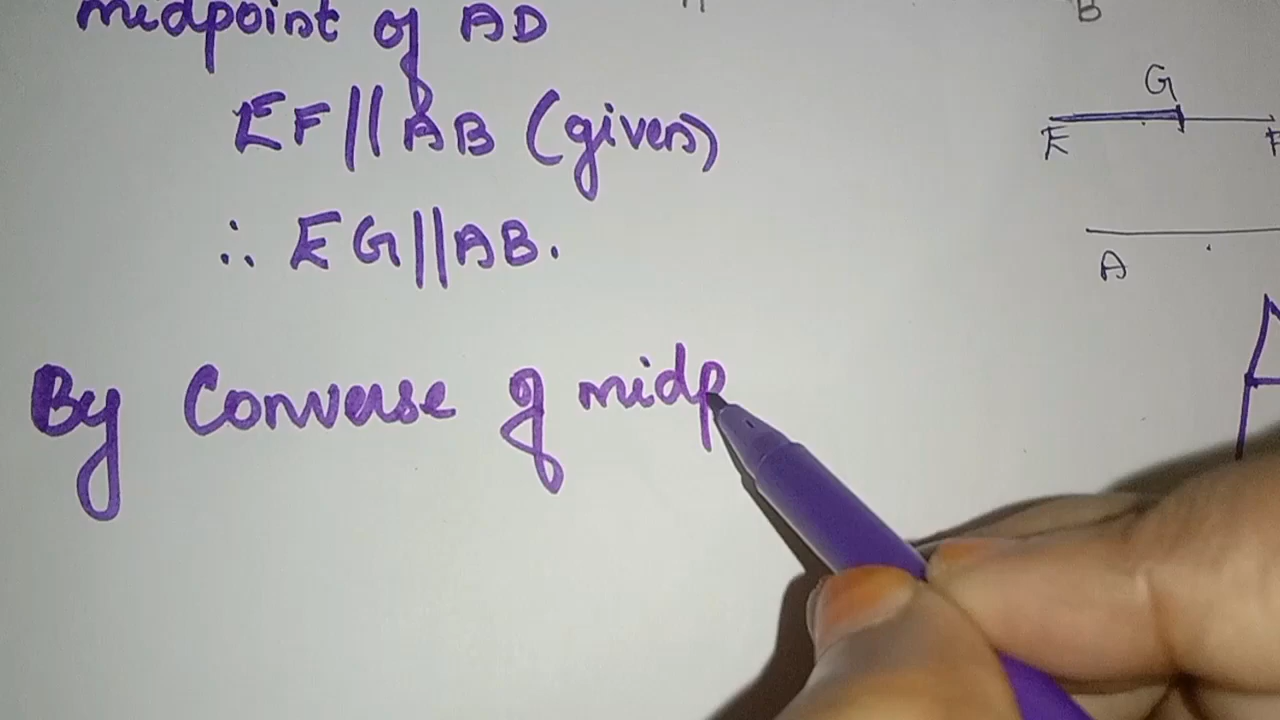 midpoint of AD
EF||AB (given)
∴ EG||AB.
By Converse of midp
B
G
E
F
A